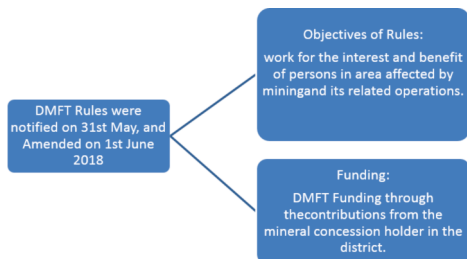 DMFT Rules were
notified on 31st May, and
Amended on 1st June
2018
Objectives of Rules:
work for the interest and benefit
of persons in area affected by
miningand its related operations.
Funding:
DMFT Funding through
thecontributions from the
mineral concession holder in the
district.